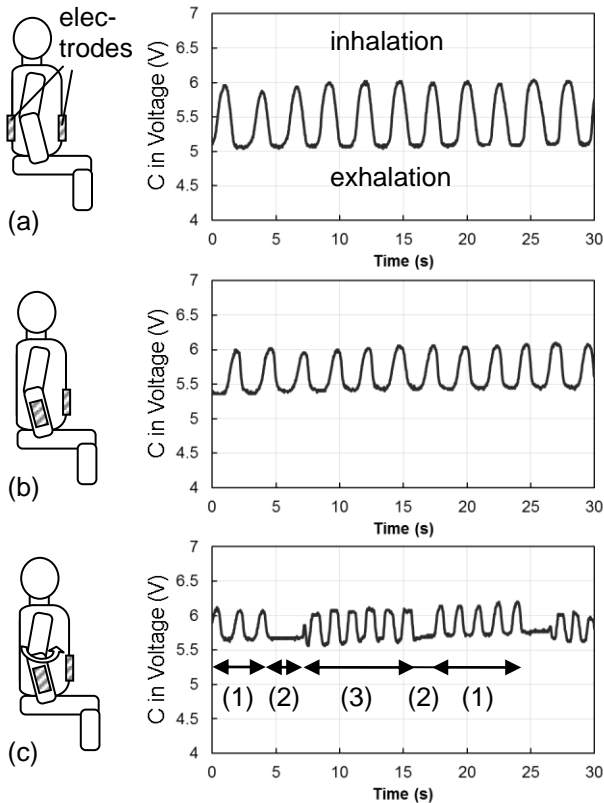 elec-
trodes
(a)
C in Voltage (V)
7
6.5
6
5.5
5
4.5
4
inhalation
exhalation
0 5 10 15 20 25 30
Time (s)
(b)
C in Voltage (V)
7
6.5
6
5.5
5
4.5
4
0 5 10 15 20 25 30
Time (s)
(c)
C in Voltage (V)
7
6.5
6
5.5
5
4.5
4
(1) (2) (3) (2) (1)
0 5 10 15 20 25 30
Time (s)